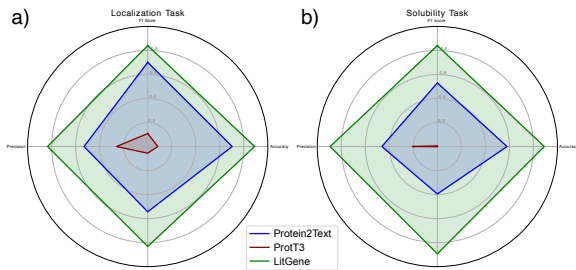 a)
Localization Task
F1 Score
Precision
Accuracy
b)
Solubility Task
F1 score
Precision
Accuracy
Protein2Text
ProtT3
LitGene